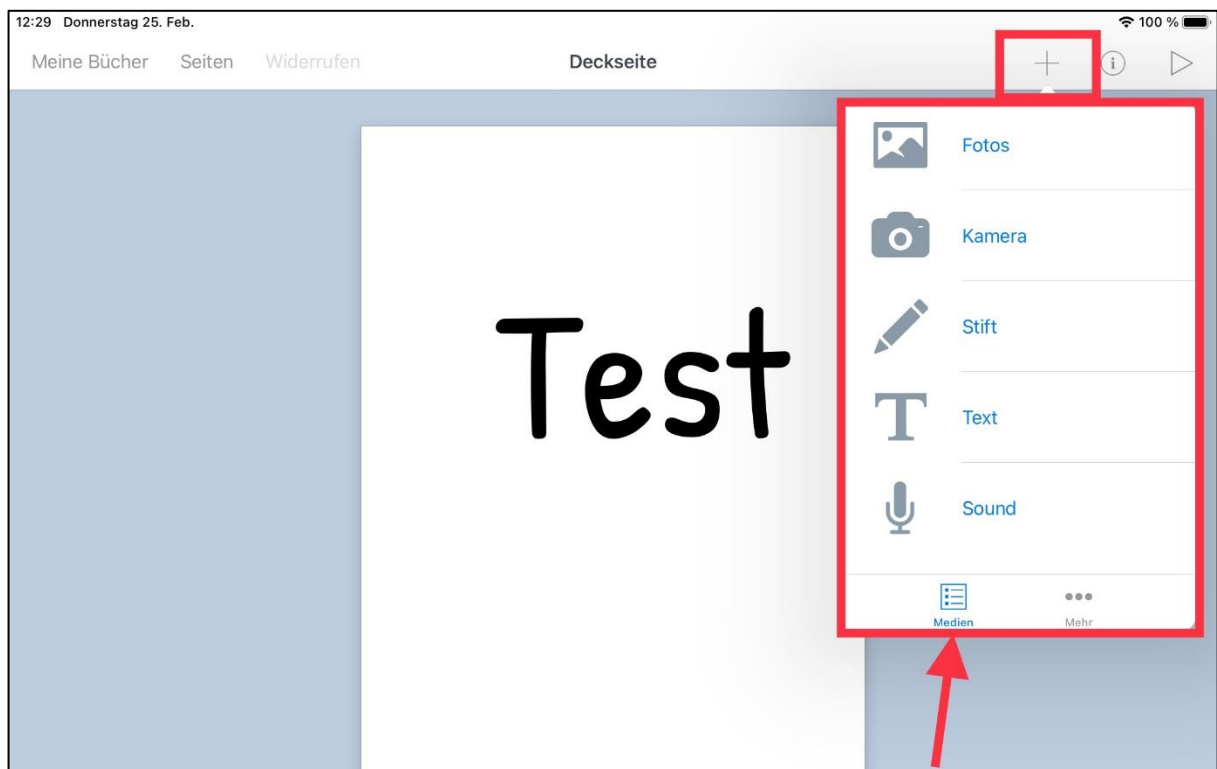 12:29 Donnerstag 25. Feb. 100 %
Meine Bücher Seiten Widerrufen Deckseite
Fotos
Kamera
Test
Stift
Text
Sound
Medien Mehr